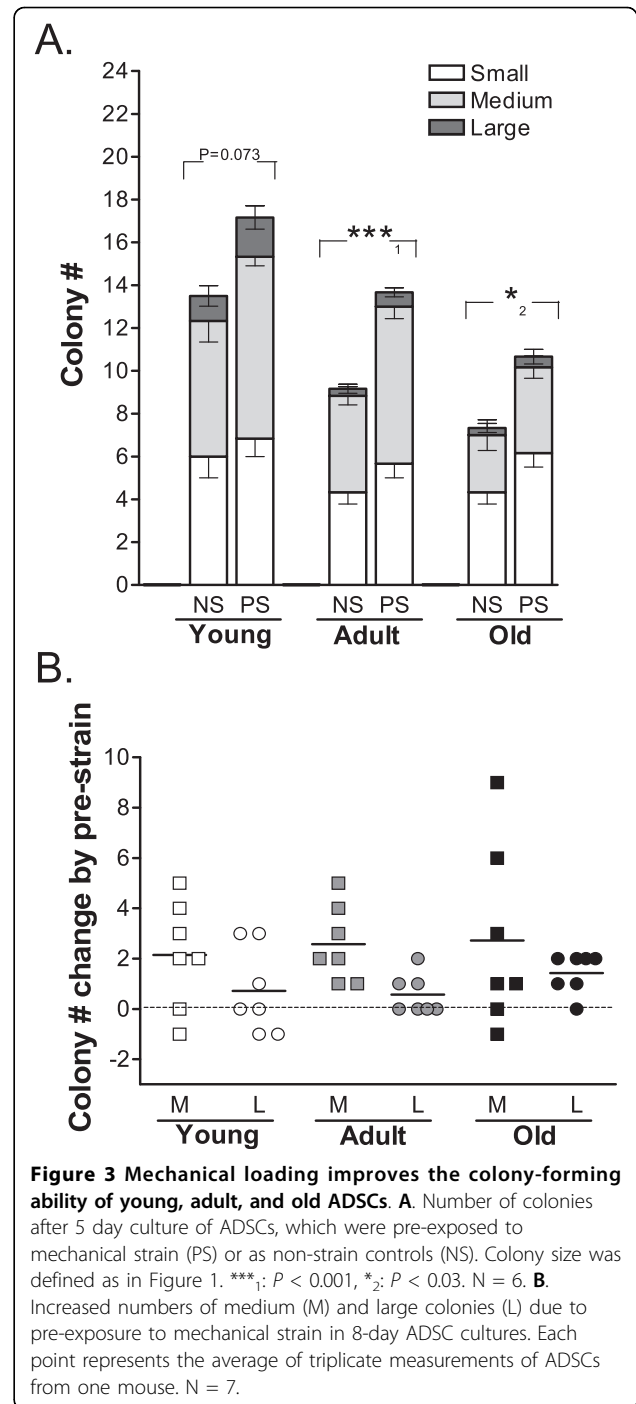 A.
24
22
20
18
16
14
12
10
8
6
4
2
0
Colony #
Small
Medium
Large
P=0.073
***1
*2
NS PS NS PS NS PS
Young Adult Old
B.
10
8
6
4
2
0
-2
Colony # change by pre-strain
M L M L M L
Young Adult Old
Figure 3 Mechanical loading improves the colony-forming
ability of young, adult, and old ADSCs. A. Number of colonies
after 5 day culture of ADSCs, which were pre-exposed to
mechanical strain (PS) or as non-strain controls (NS). Colony size was
defined as in Figure 1. ***1: P < 0.001, *2: P < 0.03. N = 6. B.
Increased numbers of medium (M) and large colonies (L) due to
pre-exposure to mechanical strain in 8-day ADSC cultures. Each
point represents the average of triplicate measurements of ADSCs
from one mouse. N = 7.